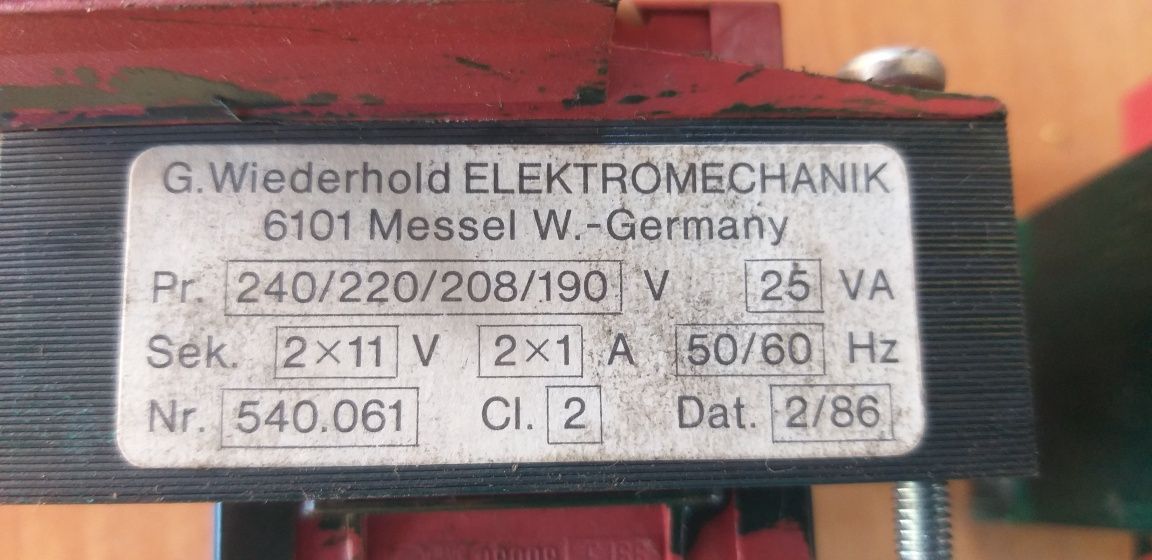 G.Wiederhold ELEKTROMECHANIK
6101 Messel W.-Germany
Pr. 240/220/208/190 V 25 VA
Sek. 2×11 V 2×1 A 50/60 Hz
Nr. 540.061 Cl. 2 Dat. 2/86